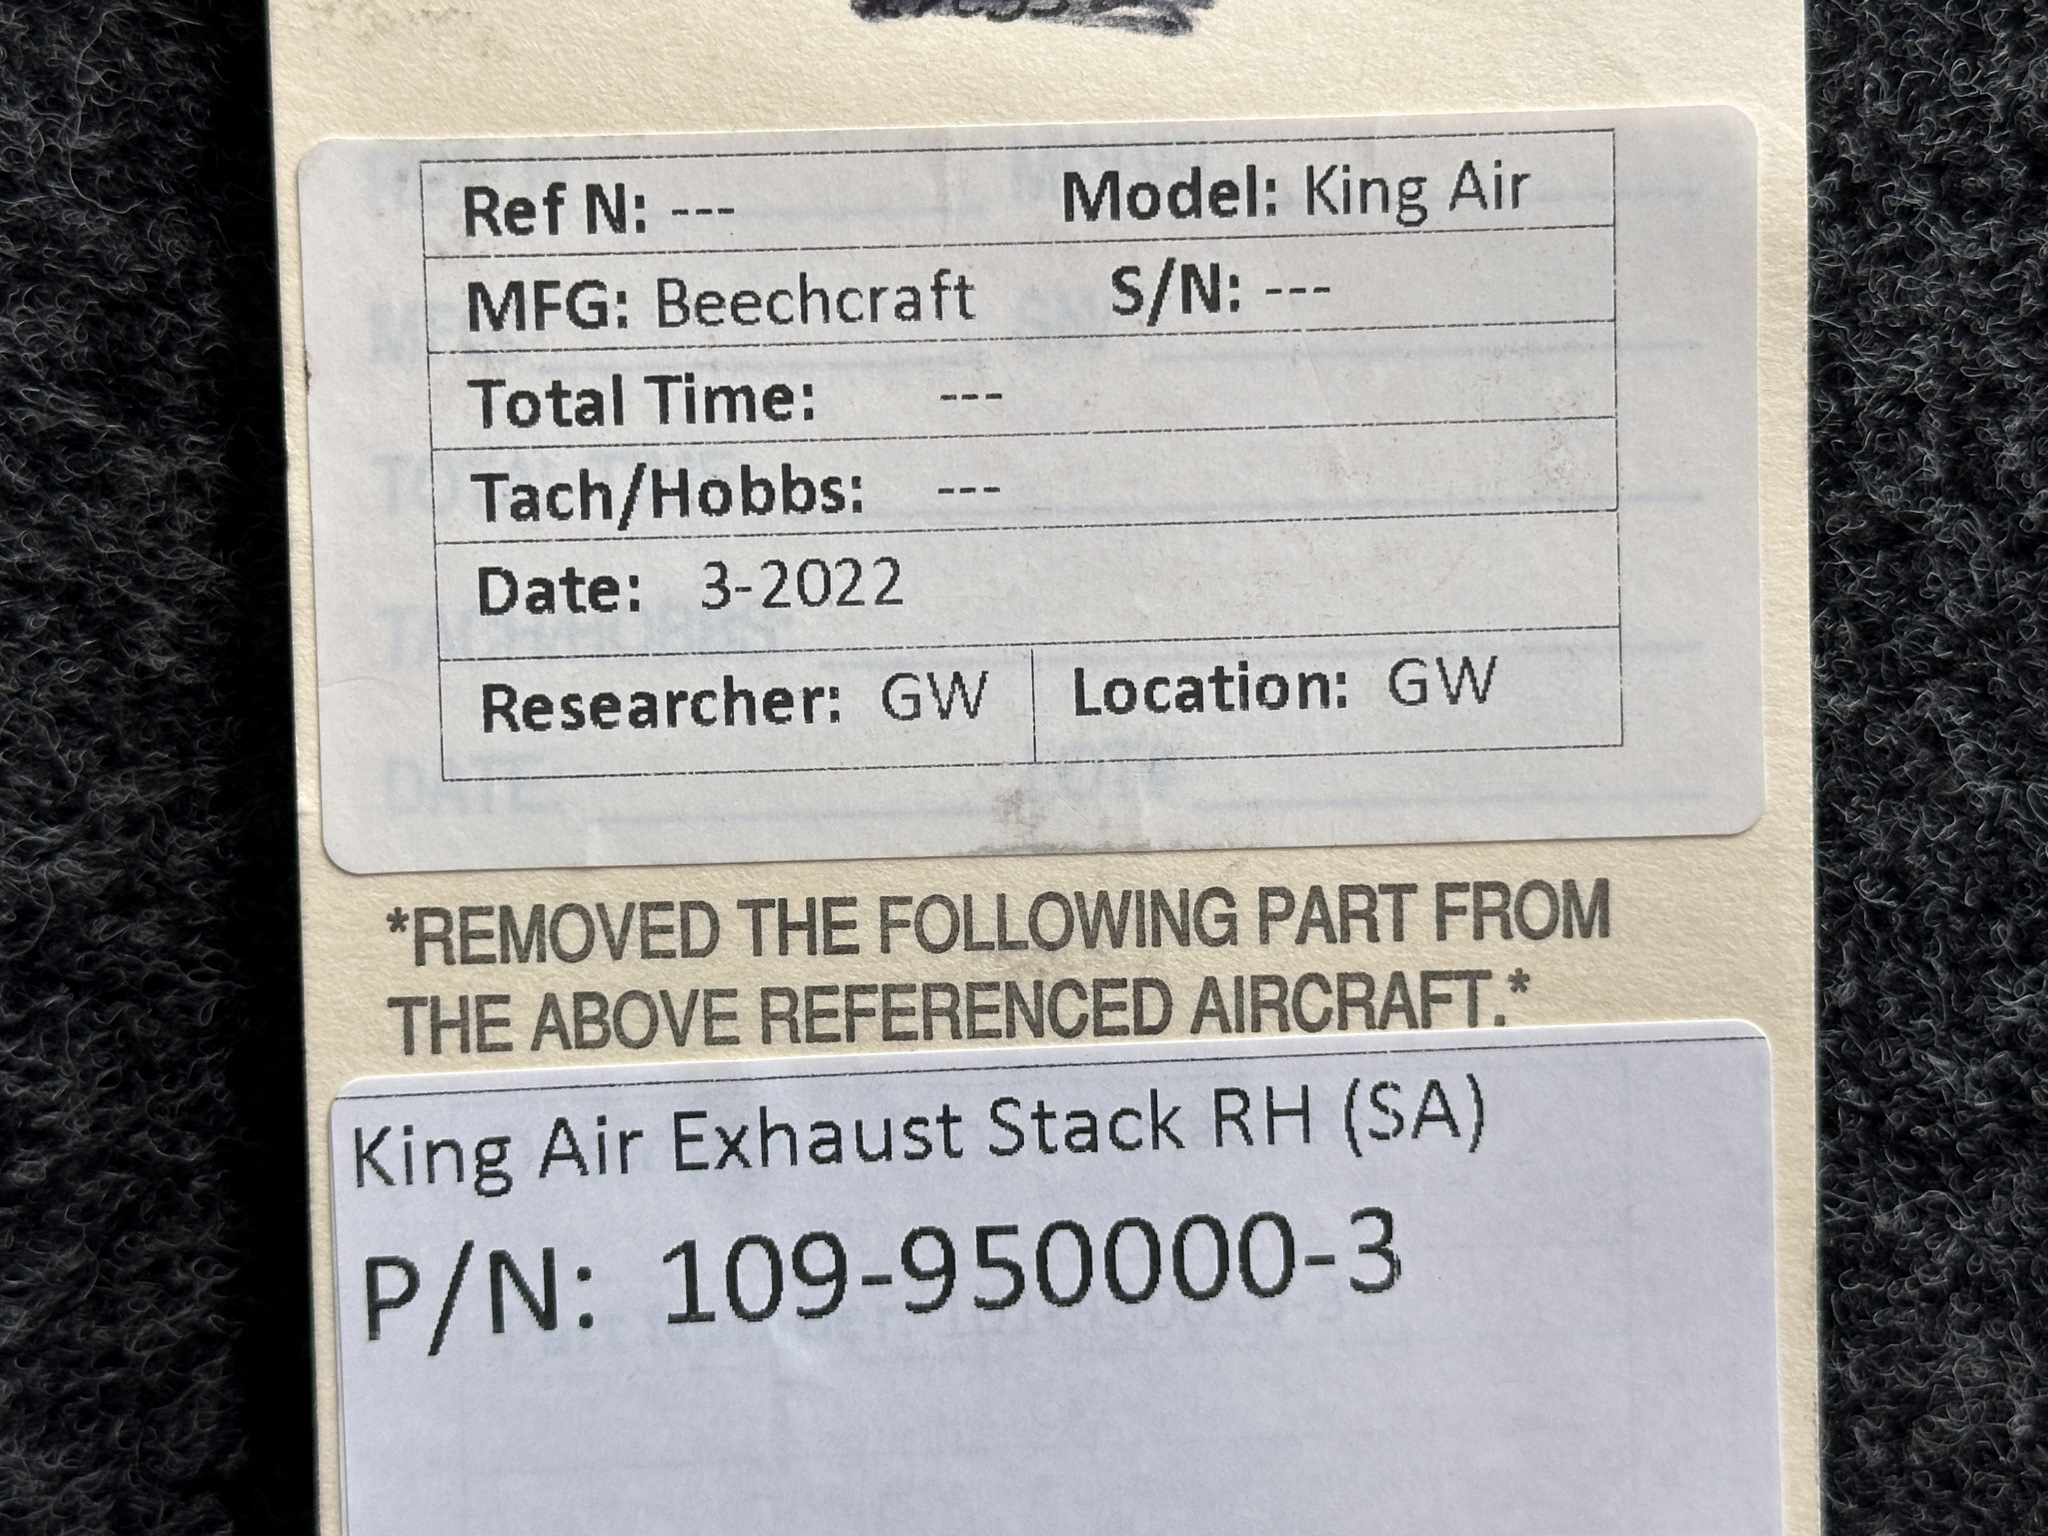 Ref N: --- Model: King Air
MFG: Beechcraft S/N: ---
Total Time: ---
Tach/Hobbs: ---
Date: 3-2022
Researcher: GW Location: GW
*REMOVED THE FOLLOWING PART FROM
THE ABOVE REFERENCED AIRCRAFT.*
King Air Exhaust Stack RH (SA)
P/N: 109-950000-3